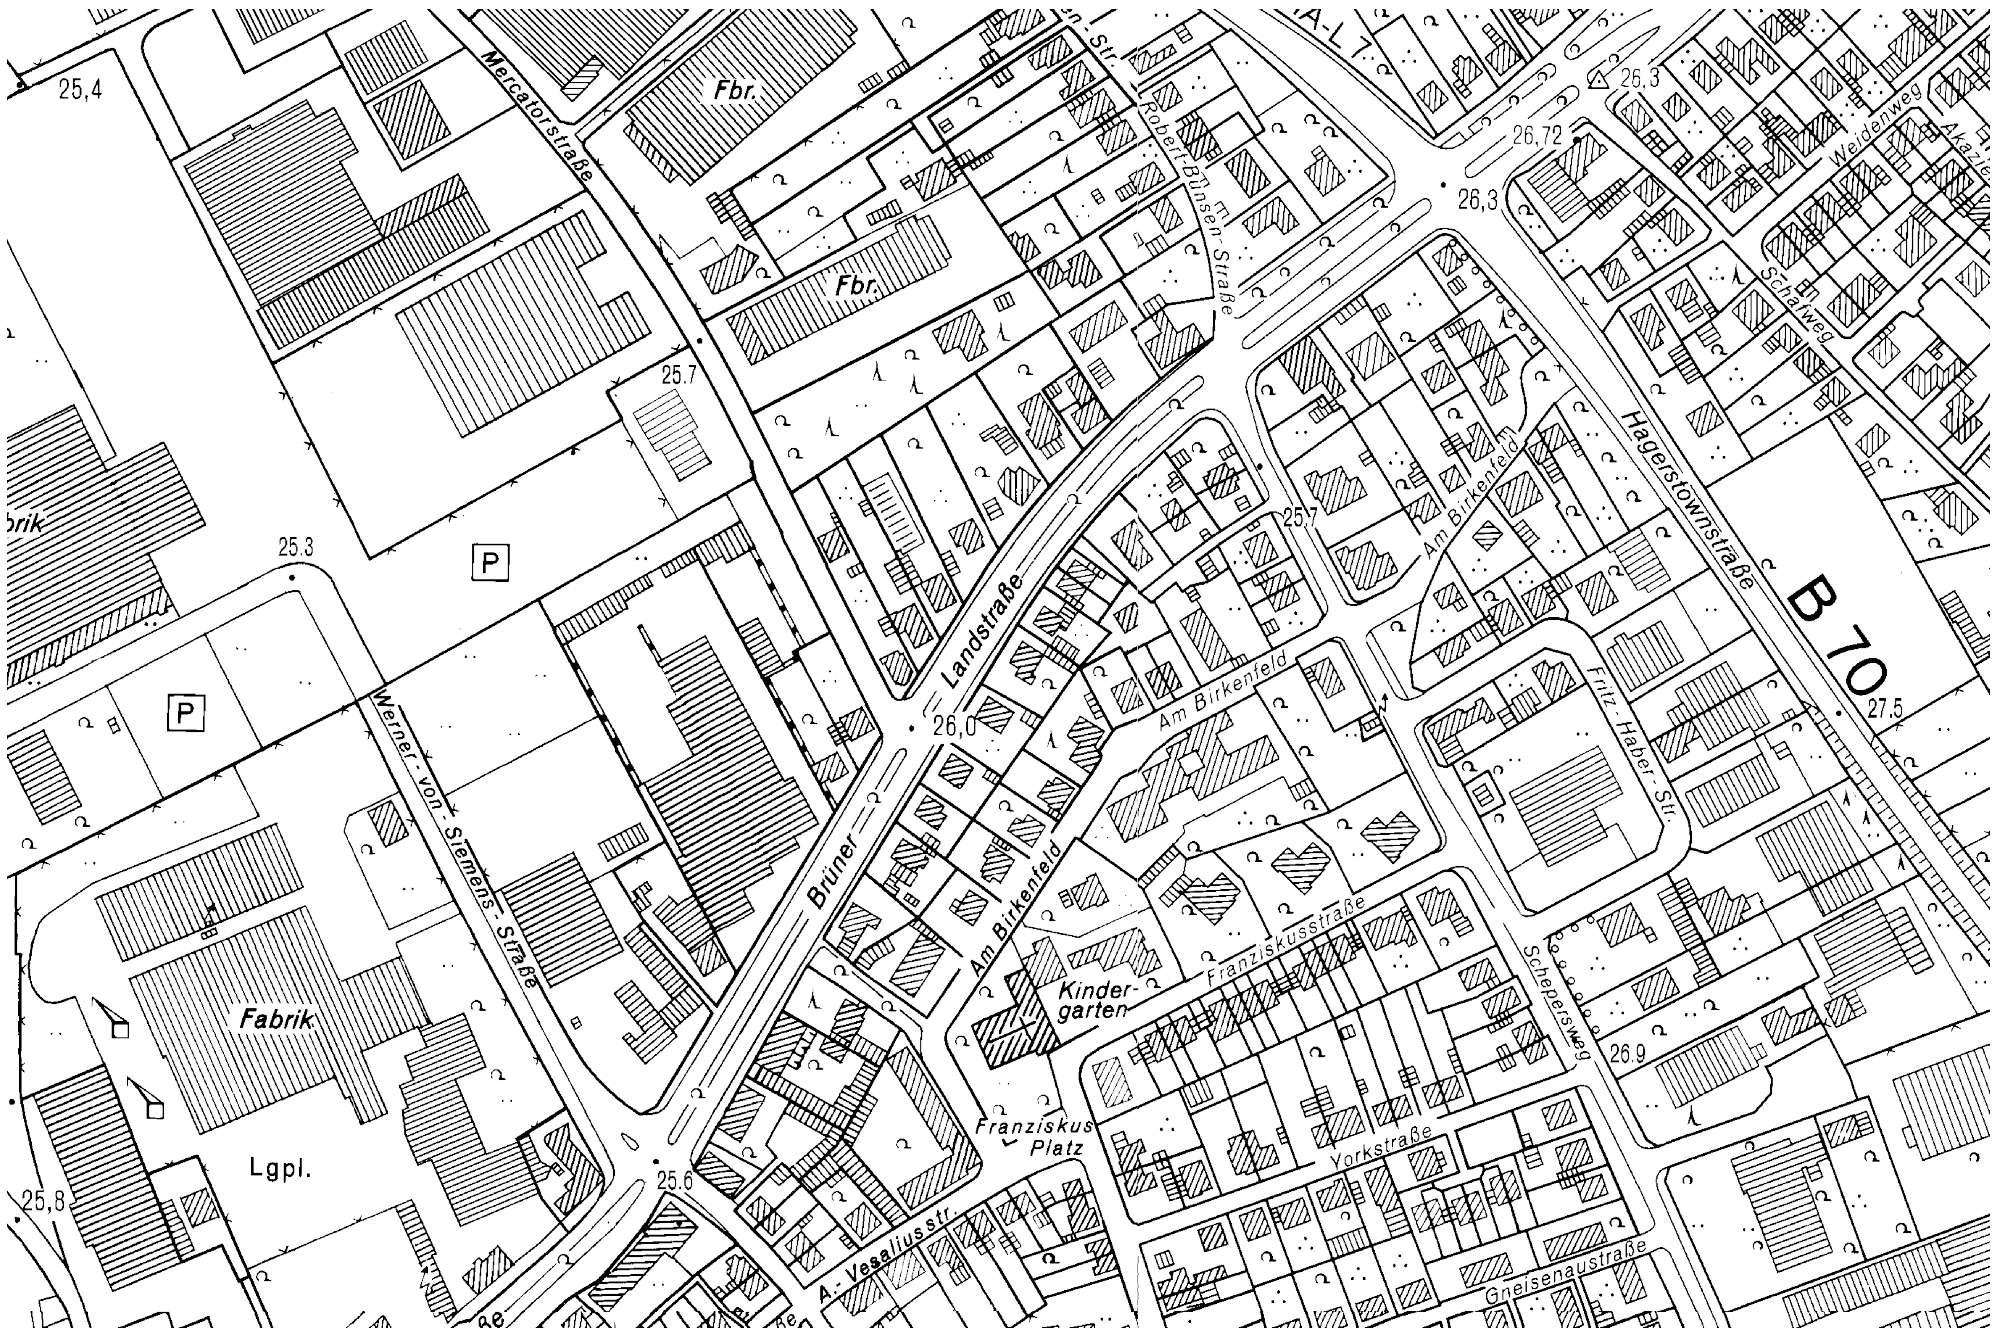 A-L 7
25,4
Mercatorstraße
Fbr.
Robert-Bunsen-Straße
26,3
26,72
Weidenweg
26,3
Schafweg
Fbr.
25.7
Hagerstownstraße
Am Birkenfeld
brik
25.3
P
25.7
B 70
Landstraße
P
Werner-von-Siemens-Straße
26,0
Am Birkenfeld
Fritz-Haber-Str.
27.5
Brüner
Am Birkenfeld
Franziskusstraße
Schepersweg
Kinder-
garten
Fabrik
26.9
Franziskus
Platz
Yorkstraße
Lgpl.
25.6
25,8
A.-Vesaliusstr.
Gneisenaustraße